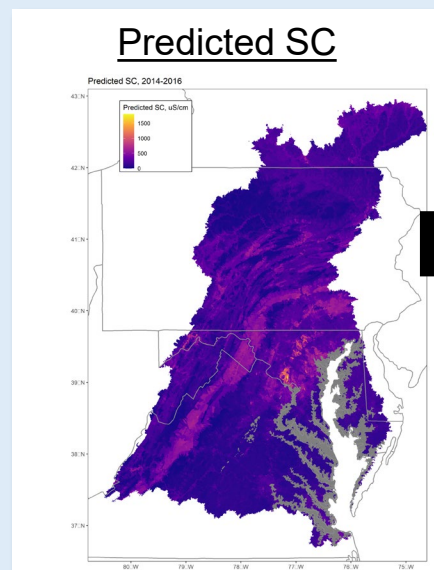 Predicted SC
Predicted SC, 2014-2016
Predicted SC, uS/cm
1500
1000
500
0
43°N
42°N
41°N
40°N
39°N
38°N
37°N
80°W
79°W
78°W
77°W
76°W
75°W